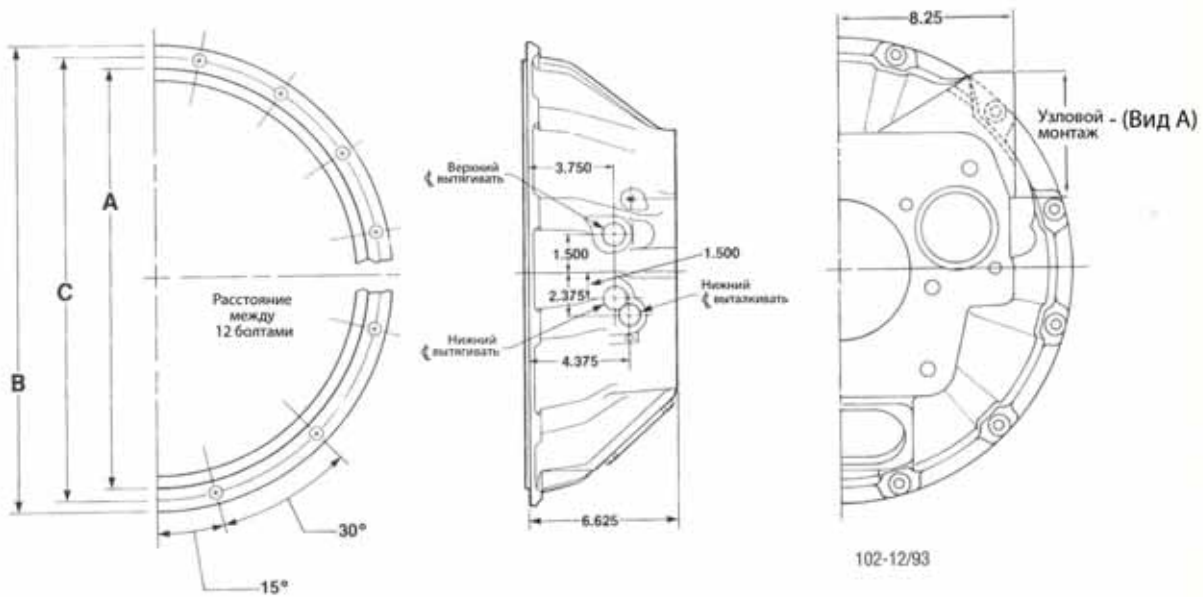 A
B
C
Расстояние
между
12 болтами
30°
15°
Верхний
℄ вытягивать
3.750
1.500
1.500
2.375
Нижний
℄ выталкивать
Нижний
℄ вытягивать
4.375
6.625
8.25
Узловой - (Вид А)
монтаж
102-12/93